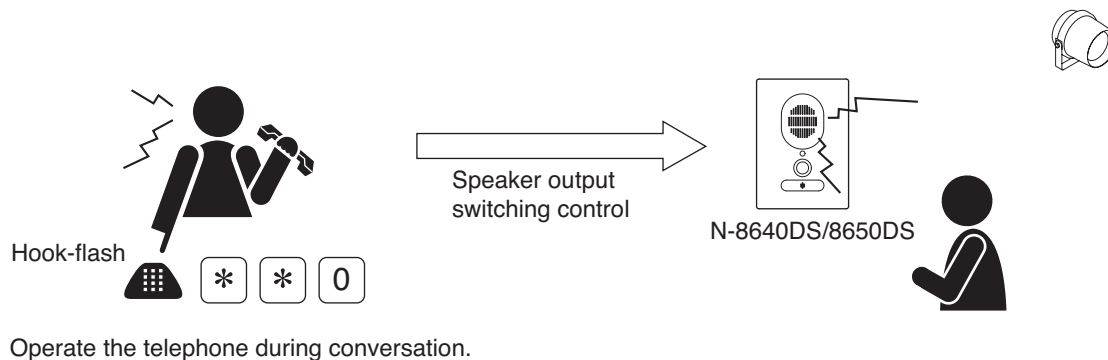 Speaker output
switching control
N-8640DS/8650DS
Hook-flash
* * 0
Operate the telephone during conversation.